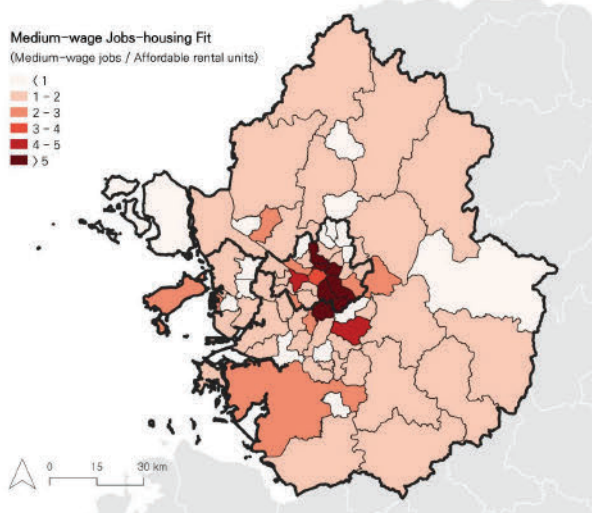 Medium-wage Jobs-housing Fit
(Medium-wage jobs / Affordable rental units)
< 1
1 - 2
2 - 3
3 - 4
4 - 5
> 5
0 15 30 km